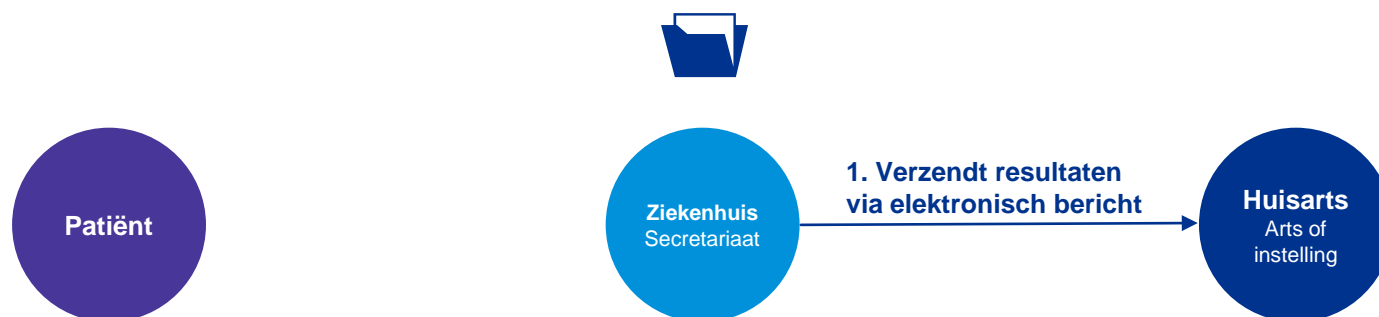 Patiënt
Ziekenhuis
Secretariaat
1. Verzendt resultaten
via elektronisch bericht
Huisarts
Arts of
instelling